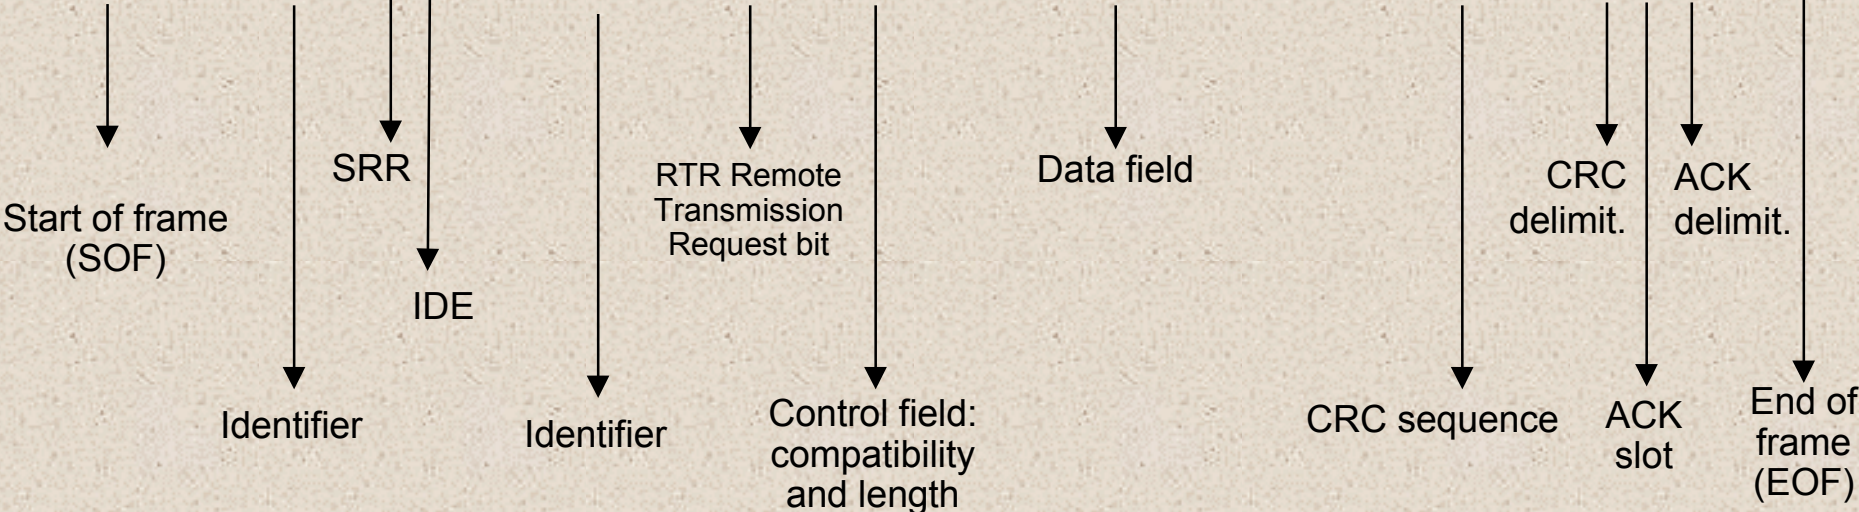 Start of frame
(SOF)
Identifier
SRR
IDE
Identifier
RTR Remote
Transmission
Request bit
Control field:
compatibility
and length
Data field
CRC sequence
CRC
delimit.
ACK
slot
ACK
delimit.
End of
frame
(EOF)